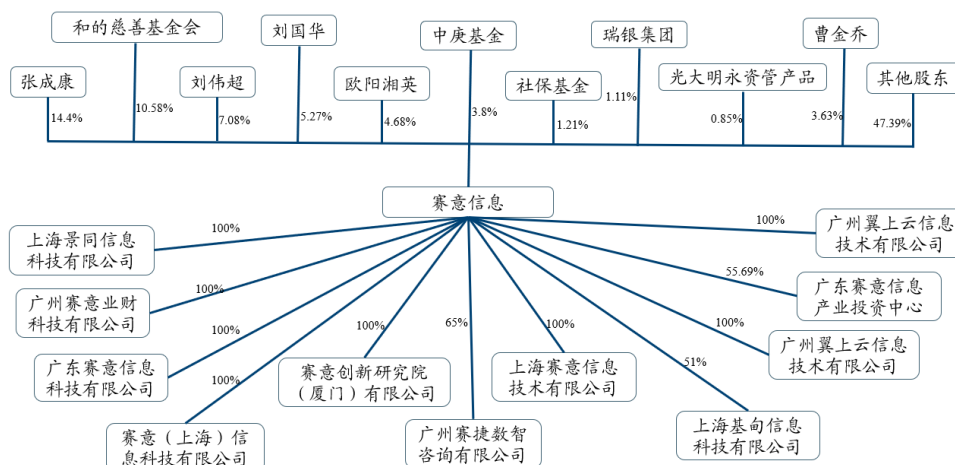 和的慈善基金会
刘国华
中庚基金
瑞银集团
曹金乔
张成康
刘伟超
欧阳湘英
社保基金
光大明永资管产品
其他股东
14.4%
10.58%
7.08%
5.27%
4.68%
3.8%
1.21%
1.11%
0.85%
3.63%
47.39%
赛意信息
100%
上海景同信息
科技有限公司
100%
广州赛意业财
科技有限公司
100%
广东赛意信息
科技有限公司
100%
赛意（上海）信
息科技有限公司
100%
赛意创新研究院
（厦门）有限公司
65%
广州赛捷数智
咨询有限公司
100%
上海赛意信息
技术有限公司
51%
上海基甸信息
科技有限公司
100%
广州翼上云信息
技术有限公司
55.69%
广东赛意信息
产业投资中心
100%
广州翼上云信息
技术有限公司